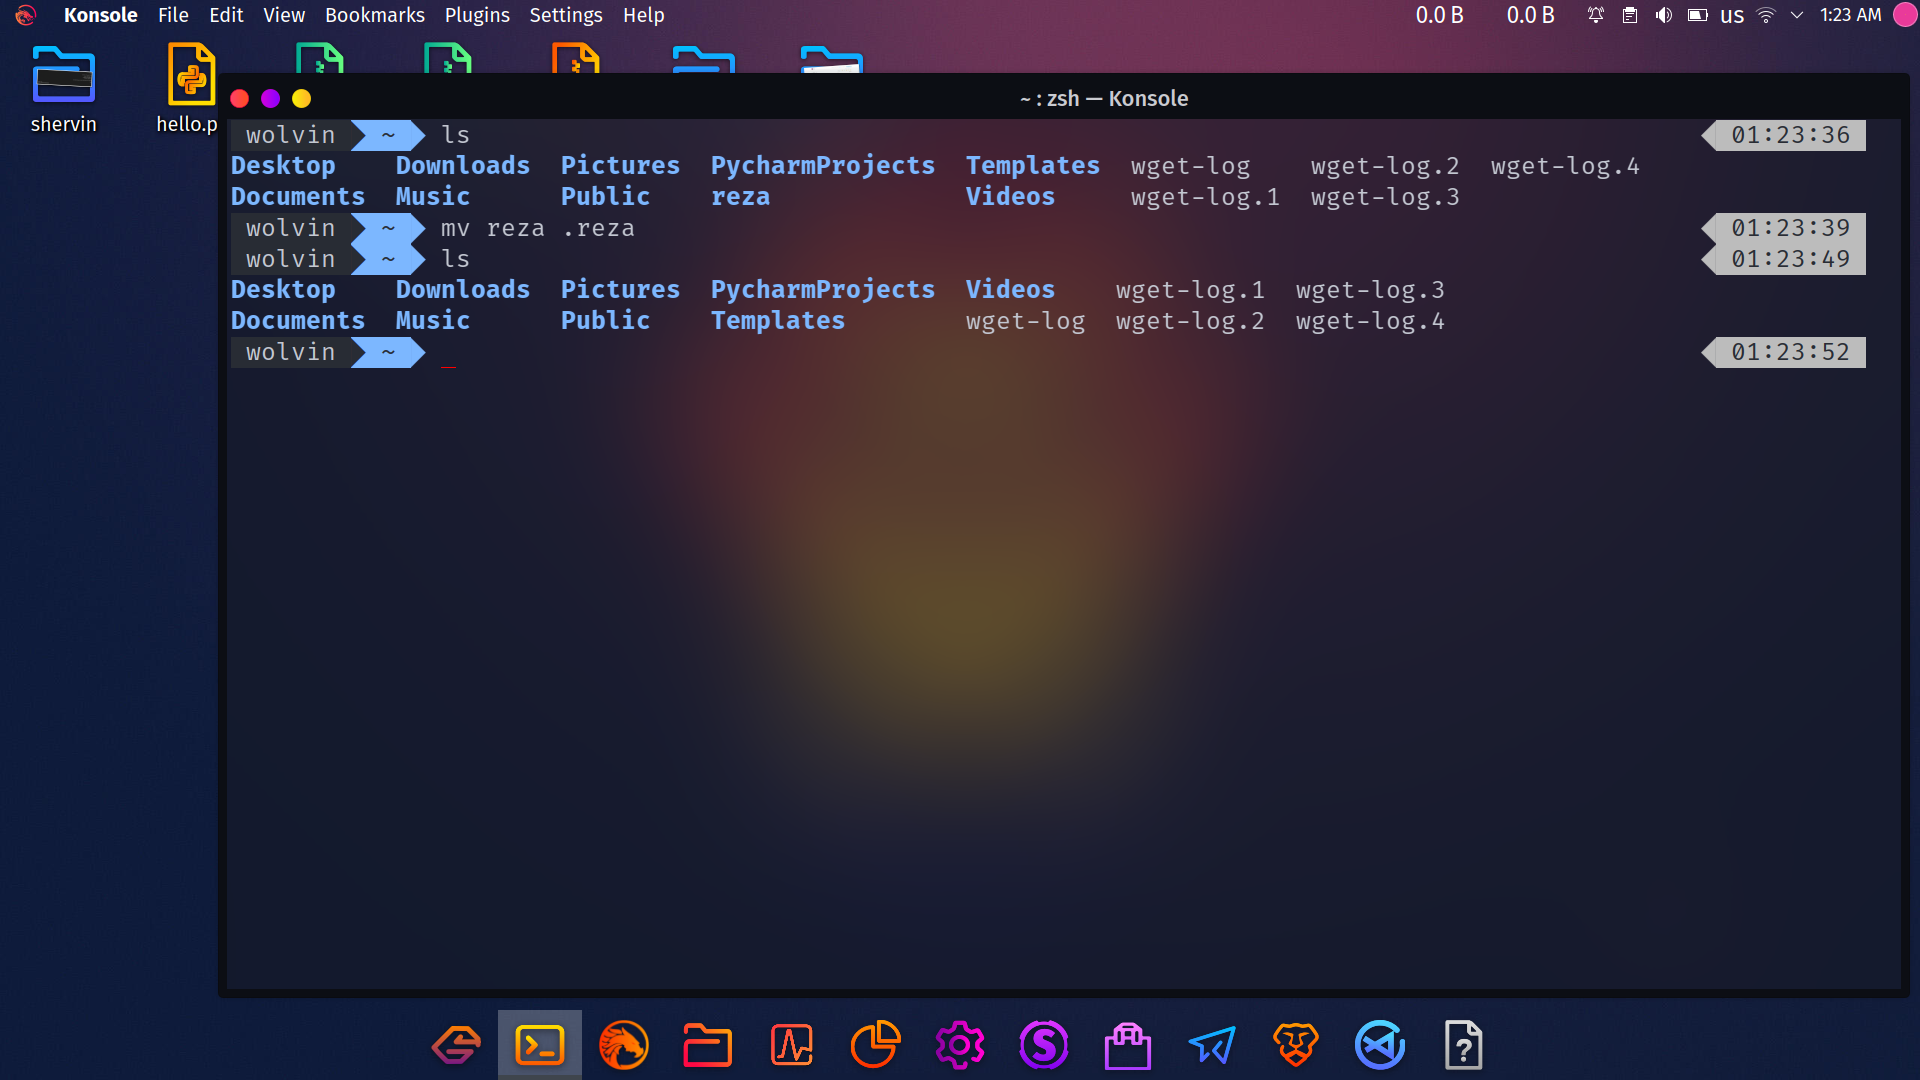 Konsole File Edit View Bookmarks Plugins Settings Help 0.0 B 0.0 B us 1:23 AM
shervin hello.p
~ : zsh — Konsole
wolvin ~ ls 01:23:36
Desktop Downloads Pictures PycharmProjects Templates wget-log wget-log.2 wget-log.4
Documents Music Public reza Videos wget-log.1 wget-log.3
wolvin ~ mv reza .reza 01:23:39
wolvin ~ ls 01:23:49
Desktop Downloads Pictures PycharmProjects Videos wget-log.1 wget-log.3
Documents Music Public Templates wget-log wget-log.2 wget-log.4
wolvin ~ _ 01:23:52